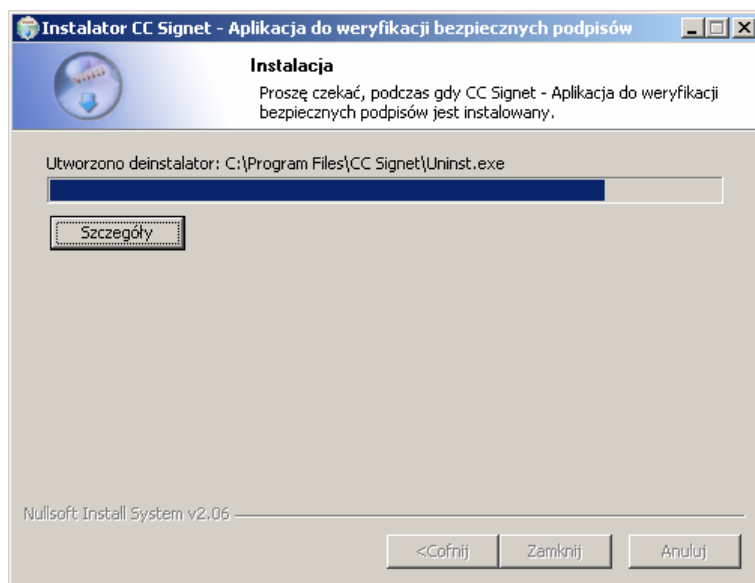 Instalator CC Signet - Aplikacja do weryfikacji bezpiecznych podpisów
Instalacja
Proszę czekać, podczas gdy CC Signet - Aplikacja do weryfikacji
bezpiecznych podpisów jest instalowany.
Utworzono deinstalator: C:\Program Files\CC Signet\Uninst.exe
Szczegóły
Nullsoft Install System v2.06
<Cofnij
Zamknij
Anuluj